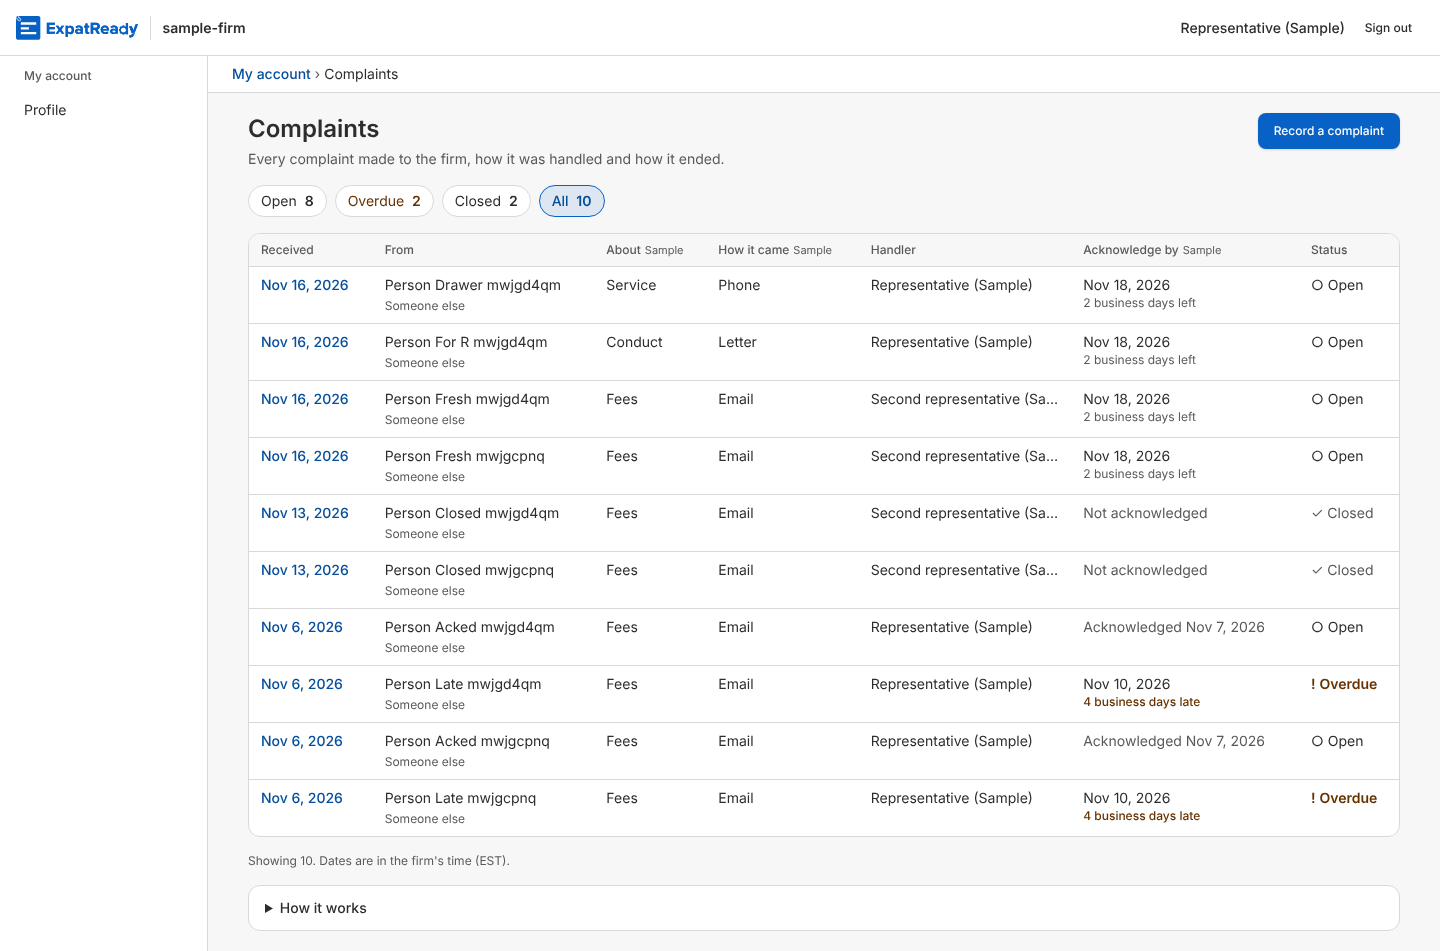 ExpatReady
sample-firm
Representative (Sample)
Sign out
My account
Profile
My account › Complaints
Complaints
Record a complaint
Every complaint made to the firm, how it was handled and how it ended.
Open 8
Overdue 2
Closed 2
All 10
Received From About Sample How it came Sample Handler Acknowledge by Sample Status
Nov 16, 2026 Person Drawer mwjgd4qm Service Phone Representative (Sample) Nov 18, 2026 ○ Open
Someone else 2 business days left
Nov 16, 2026 Person For R mwjgd4qm Conduct Letter Representative (Sample) Nov 18, 2026 ○ Open
Someone else 2 business days left
Nov 16, 2026 Person Fresh mwjgd4qm Fees Email Second representative (Sa... Nov 18, 2026 ○ Open
Someone else 2 business days left
Nov 16, 2026 Person Fresh mwjgcpnq Fees Email Second representative (Sa... Nov 18, 2026 ○ Open
Someone else 2 business days left
Nov 13, 2026 Person Closed mwjgd4qm Fees Email Second representative (Sa... Not acknowledged ✓ Closed
Someone else
Nov 13, 2026 Person Closed mwjgcpnq Fees Email Second representative (Sa... Not acknowledged ✓ Closed
Someone else
Nov 6, 2026 Person Acked mwjgd4qm Fees Email Representative (Sample) Acknowledged Nov 7, 2026 ○ Open
Someone else
Nov 6, 2026 Person Late mwjgd4qm Fees Email Representative (Sample) Nov 10, 2026 ! Overdue
Someone else 4 business days late
Nov 6, 2026 Person Acked mwjgcpnq Fees Email Representative (Sample) Acknowledged Nov 7, 2026 ○ Open
Someone else
Nov 6, 2026 Person Late mwjgcpnq Fees Email Representative (Sample) Nov 10, 2026 ! Overdue
Someone else 4 business days late
Showing 10. Dates are in the firm's time (EST).
▶ How it works